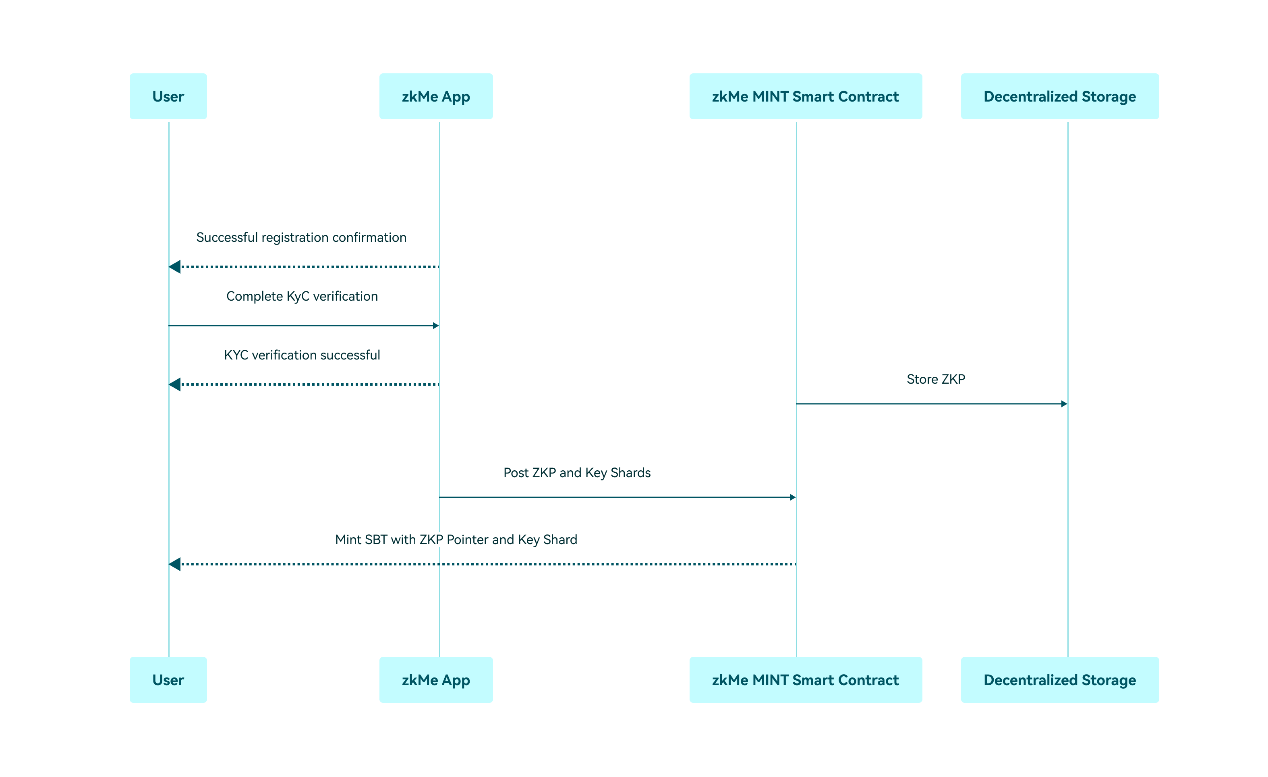 User
zkMe App
zkMe MINT Smart Contract
Decentralized Storage
Successful registration confirmation
Complete KyC verification
KYC verification successful
Store ZKP
Post ZKP and Key Shards
Mint SBT with ZKP Pointer and Key Shard
User
zkMe App
zkMe MINT Smart Contract
Decentralized Storage